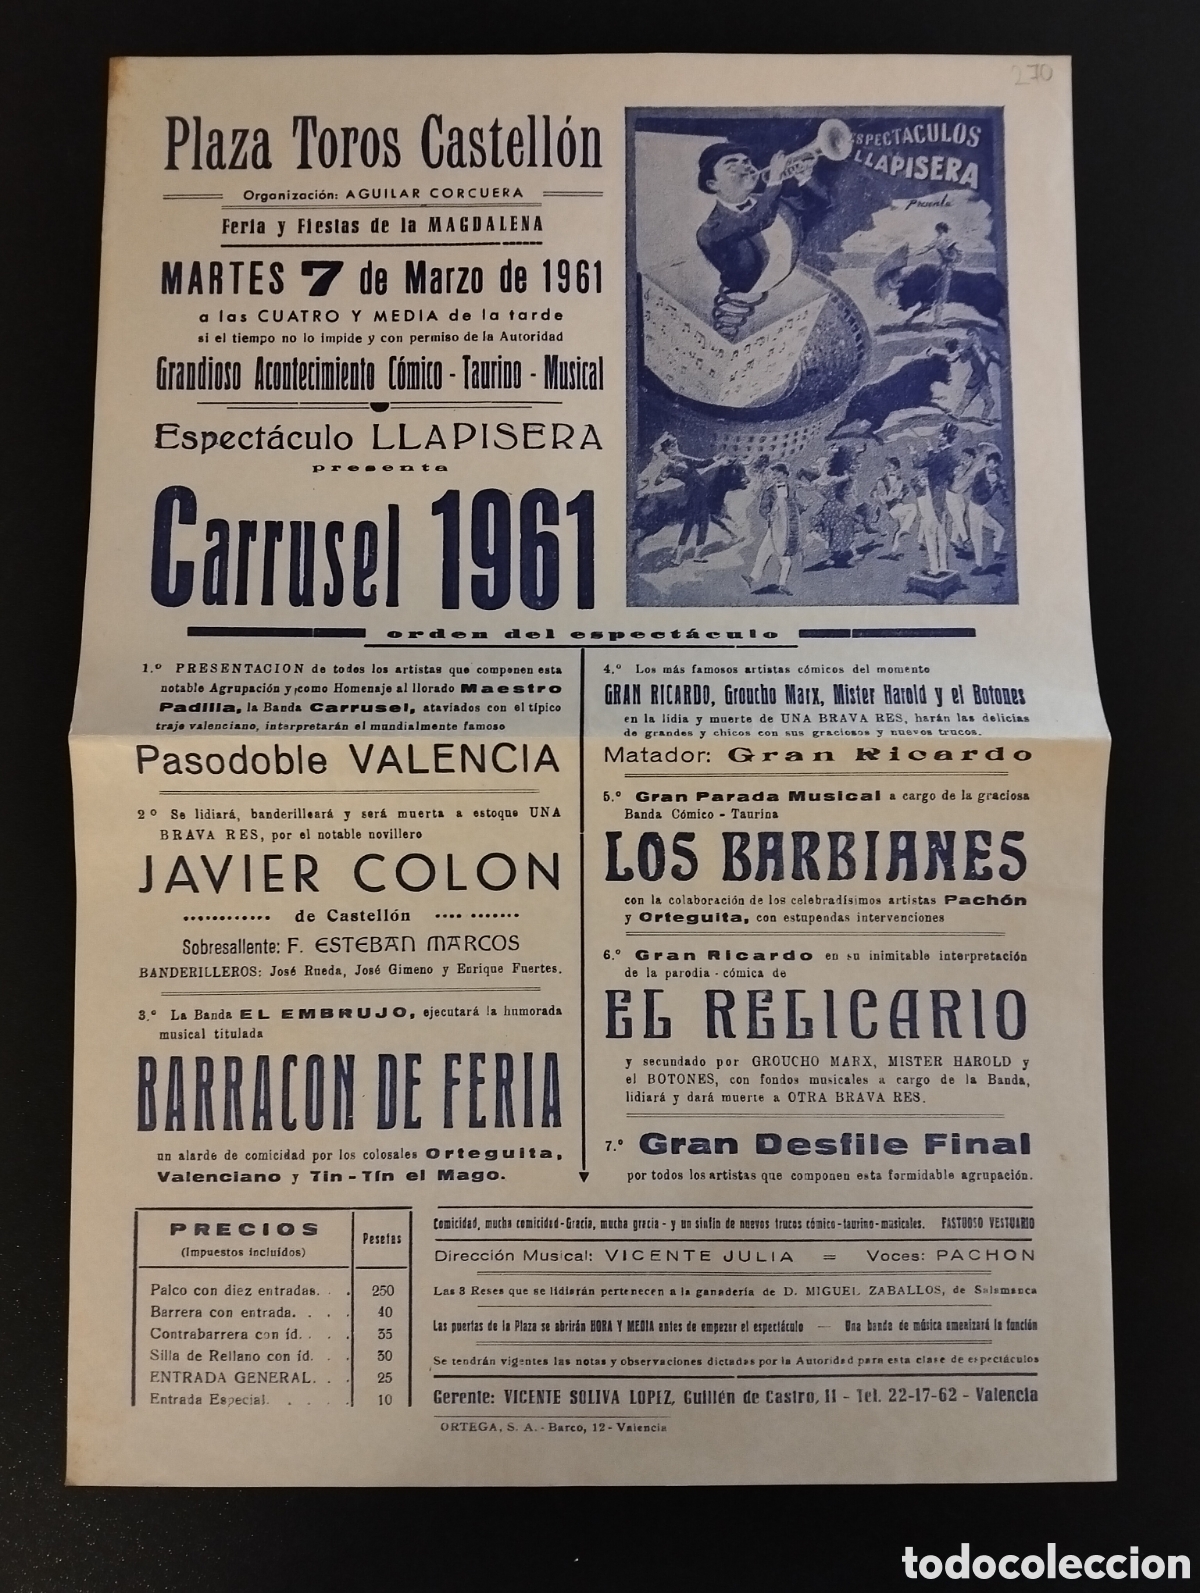 270
Plaza Toros Castellón
Organización: AGUILAR CORCUERA
Feria y Fiestas de la MAGDALENA
MARTES 7 de Marzo de 1961
a las CUATRO Y MEDIA de la tarde
si el tiempo no lo impide y con permiso de la Autoridad
Grandioso Acontecimiento Cómico - Taurino - Musical
Espectáculo LLAPISERA
presenta
Carrusel 1961
ESPECTACULOS
LLAPISERA
Presenta
orden del espectáculo
1.º PRESENTACION de todos los artistas que componen esta
notable Agrupación y como Homenaje al llorado Maestro
Padilla, la Banda Carrusel, ataviados con el típico
traje valenciano, interpretarán el mundialmente famoso
Pasodoble VALENCIA
2º Se lidiará, banderilleará y será muerta a estoque UNA
BRAVA RES, por el notable novillero
JAVIER COLON
de Castellón
Sobresaliente: F. ESTEBAN MARCOS
BANDERILLEROS: José Rueda, José Gimeno y Enrique Fuertes.
3.º La Banda EL EMBRUJO, ejecutará la humorada
musical titulada
BARRACON DE FERIA
un alarde de comicidad por los colosales Orteguita,
Valenciano y Tin-Tín el Mago.
4.º Los más famosos artistas cómicos del momento
GRAN RICARDO, Groucho Marx, Mister Harold y el Botones
en la lidia y muerte de UNA BRAVA RES, harán las delicias
de grandes y chicos con sus graciosos y nuevos trucos.
Matador: Gran Ricardo
5.º Gran Parada Musical a cargo de la graciosa
Banda Cómico - Taurina
LOS BARBIANES
con la colaboración de los celebradísimos artistas Pachón
y Orteguita, con estupendas intervenciones
6.º Gran Ricardo en su inimitable interpretación
de la parodia - cómica de
EL RELICARIO
y secundado por GROUCHO MARX, MISTER HAROLD y
el BOTONES, con fondos musicales a cargo de la Banda,
lidiará y dará muerte a OTRA BRAVA RES.
7.º Gran Desfile Final
por todos los artistas que componen esta formidable agrupación.
PRECIOS
(Impuestos incluídos)
Pesetas
Palco con diez entradas. . . 250
Barrera con entrada. . . . 40
Contrabarrera con íd. . . . 35
Silla de Rellano con íd. . . 30
ENTRADA GENERAL. . . 25
Entrada Especial. . . . . 10
Comicidad, mucha comicidad-Gracia, mucha gracia - y un sinfin de nuevos trucos cómico-taurino-musicales. FASTUOSO VESTUARIO
Dirección Musical: VICENTE JULIA = Voces: PACHON
Las 3 Reses que se lidiarán pertenecen a la ganadería de D. MIGUEL ZABALLOS, de Salamanca
Las puertas de la Plaza se abrirán HORA Y MEDIA antes de empezar el espectáculo — Una banda de música amenizará la función
Se tendrán vigentes las notas y observaciones dictadas por la Autoridad para esta clase de espectáculos
Gerente: VICENTE SOLIVA LOPEZ, Guillén de Castro, 11 - Tel. 22-17-62 - Valencia
ORTEGA, S. A. - Barco, 12 - Valencia
todocoleccion